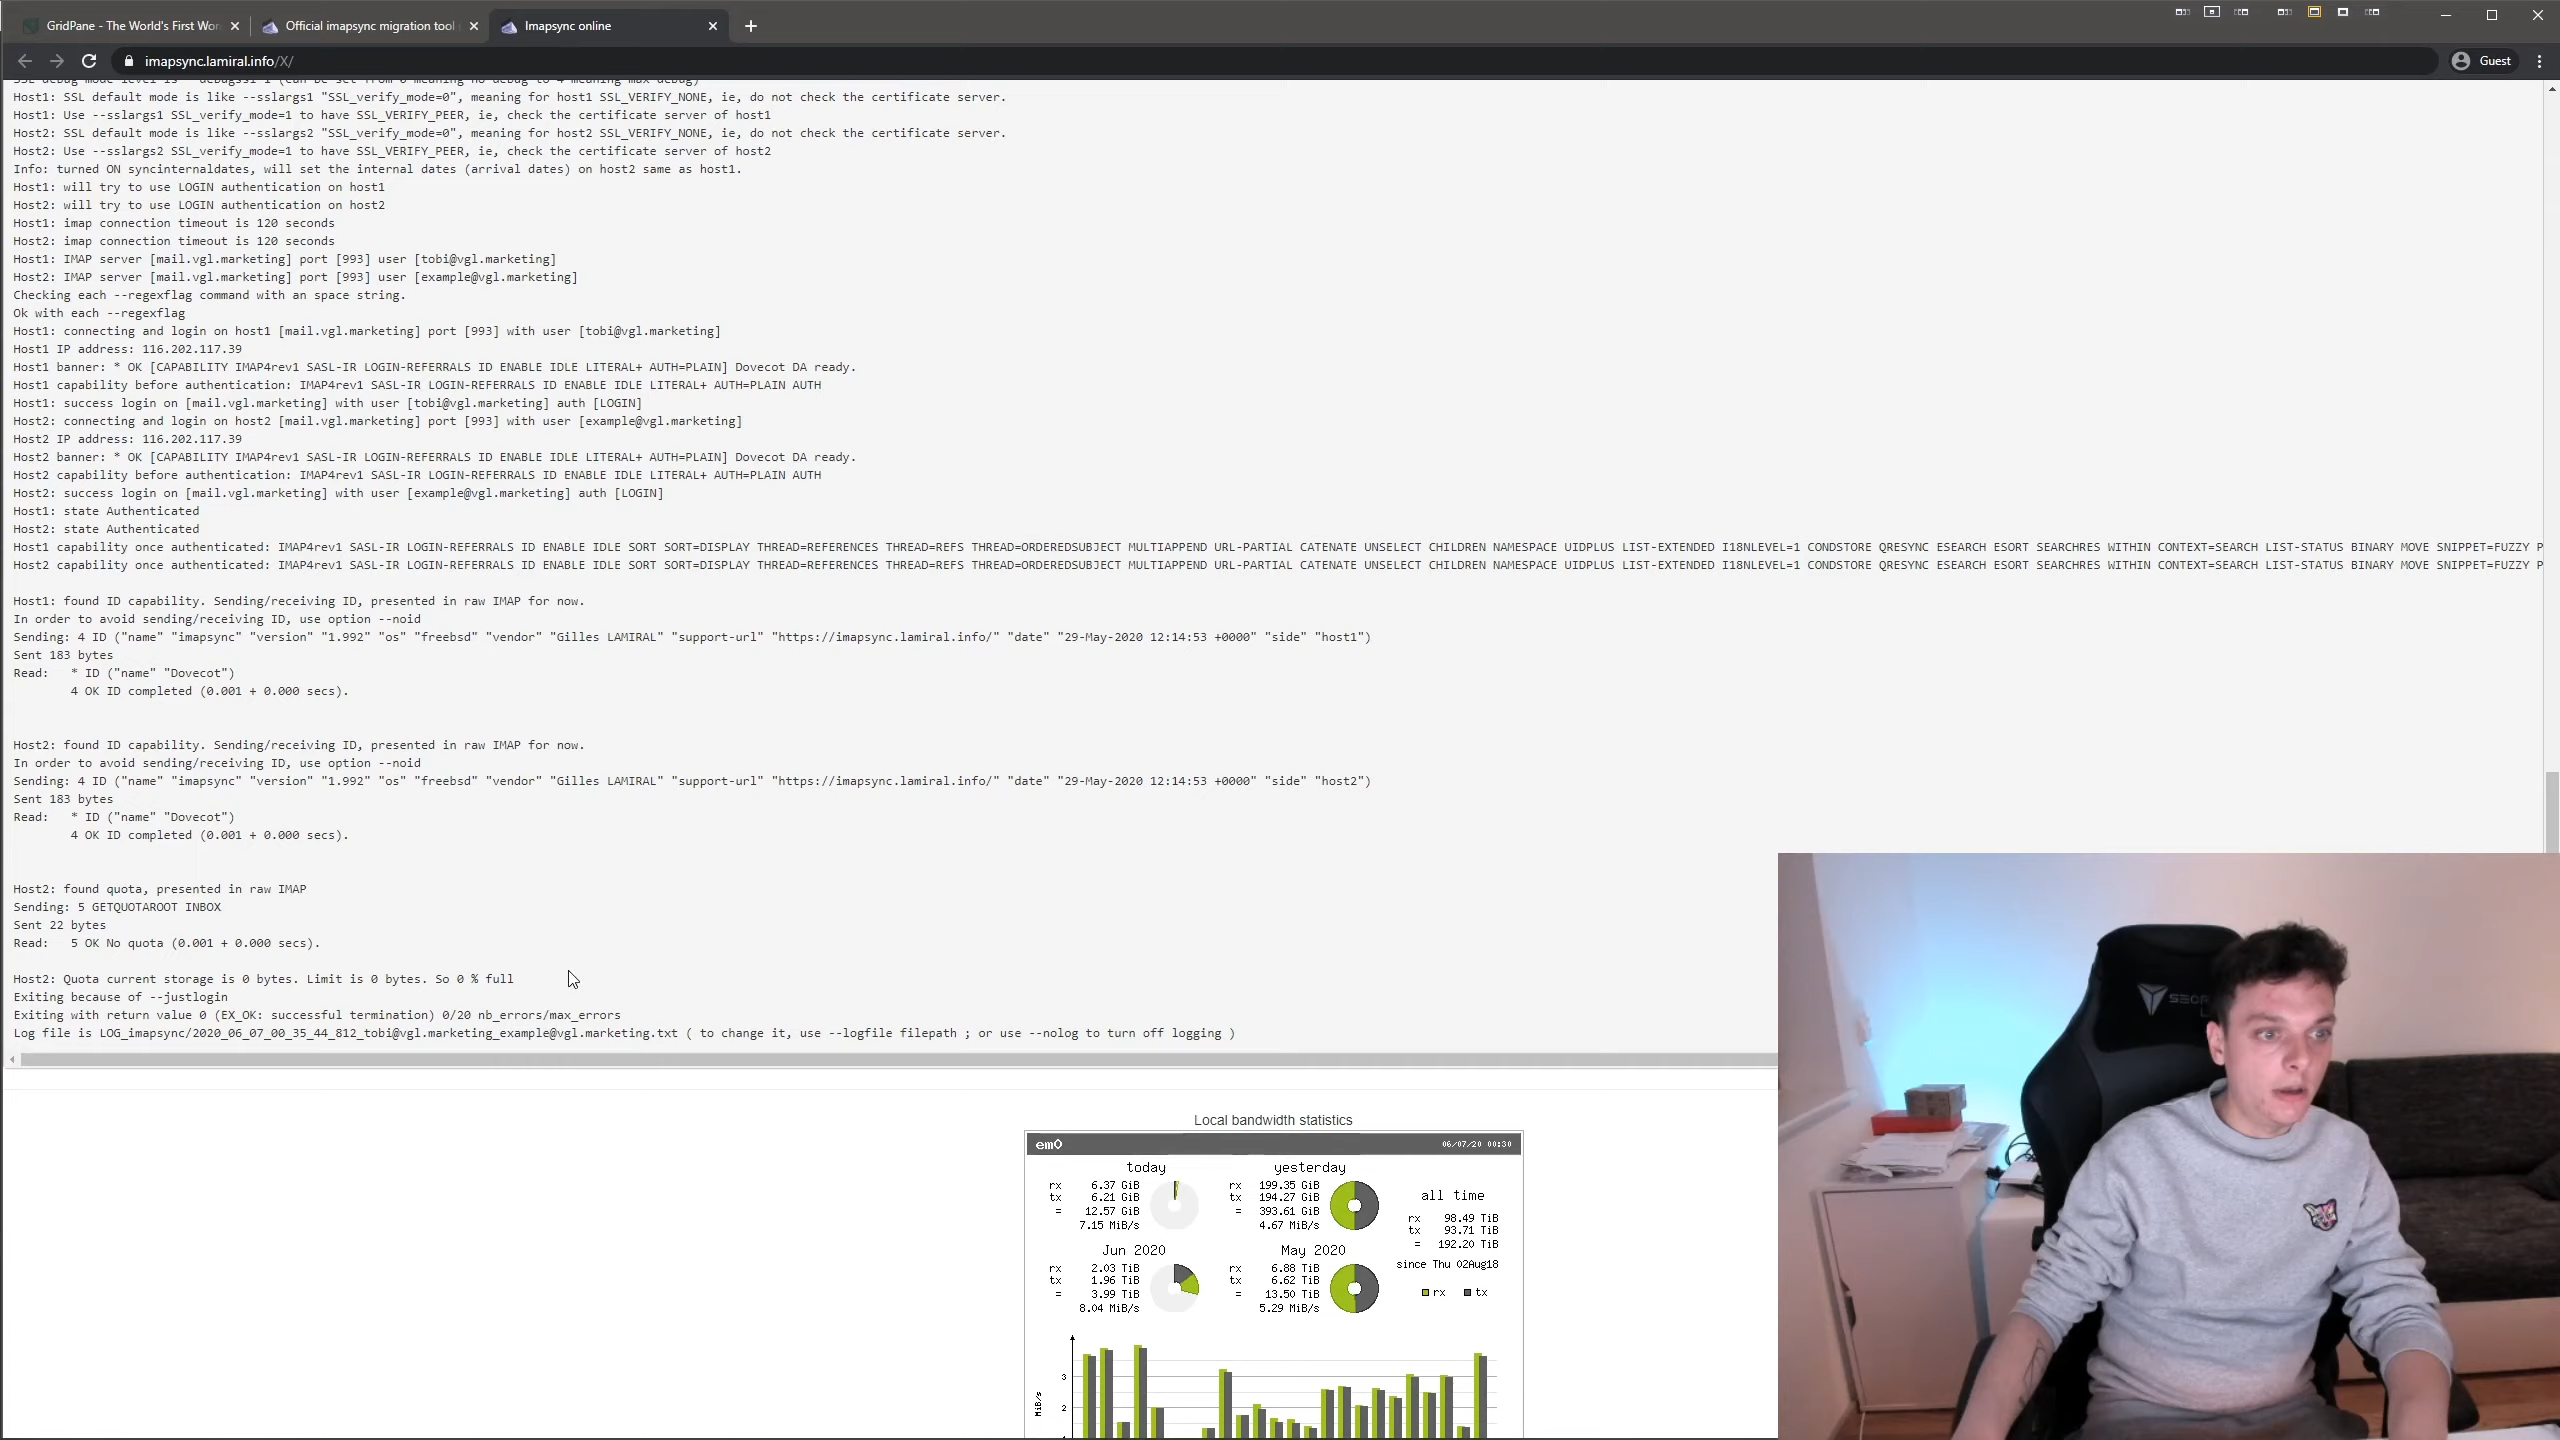 GridPane - The World's First Wor
Official imapsync migration tool
Imapsync online
imapsync.lamiral.info/X/
Guest
Host1: SSL default mode is like --sslargs1 "SSL_verify_mode=0", meaning for host1 SSL_VERIFY_NONE, ie, do not check the certificate server.
Host1: Use --sslargs1 SSL_verify_mode=1 to have SSL_VERIFY_PEER, ie, check the certificate server of host1
Host2: SSL default mode is like --sslargs2 "SSL_verify_mode=0", meaning for host2 SSL_VERIFY_NONE, ie, do not check the certificate server.
Host2: Use --sslargs2 SSL_verify_mode=1 to have SSL_VERIFY_PEER, ie, check the certificate server of host2
Info: turned ON syncinternaldates, will set the internal dates (arrival dates) on host2 same as host1.
Host1: will try to use LOGIN authentication on host1
Host2: will try to use LOGIN authentication on host2
Host1: imap connection timeout is 120 seconds
Host2: imap connection timeout is 120 seconds
Host1: IMAP server [mail.vgl.marketing] port [993] user [tobi@vgl.marketing]
Host2: IMAP server [mail.vgl.marketing] port [993] user [example@vgl.marketing]
Checking each --regexflag command with an space string.
Ok with each --regexflag
Host1: connecting and login on host1 [mail.vgl.marketing] port [993] with user [tobi@vgl.marketing]
Host1 IP address: 116.202.117.39
Host1 banner: * OK [CAPABILITY IMAP4rev1 SASL-IR LOGIN-REFERRALS ID ENABLE IDLE LITERAL+ AUTH=PLAIN] Dovecot DA ready.
Host1 capability before authentication: IMAP4rev1 SASL-IR LOGIN-REFERRALS ID ENABLE IDLE LITERAL+ AUTH=PLAIN AUTH
Host1: success login on [mail.vgl.marketing] with user [tobi@vgl.marketing] auth [LOGIN]
Host2: connecting and login on host2 [mail.vgl.marketing] port [993] with user [example@vgl.marketing]
Host2 IP address: 116.202.117.39
Host2 banner: * OK [CAPABILITY IMAP4rev1 SASL-IR LOGIN-REFERRALS ID ENABLE IDLE LITERAL+ AUTH=PLAIN] Dovecot DA ready.
Host2 capability before authentication: IMAP4rev1 SASL-IR LOGIN-REFERRALS ID ENABLE IDLE LITERAL+ AUTH=PLAIN AUTH
Host2: success login on [mail.vgl.marketing] with user [example@vgl.marketing] auth [LOGIN]
Host1: state Authenticated
Host2: state Authenticated
Host1 capability once authenticated: IMAP4rev1 SASL-IR LOGIN-REFERRALS ID ENABLE IDLE SORT SORT=DISPLAY THREAD=REFERENCES THREAD=REFS THREAD=ORDEREDSUBJECT MULTIAPPEND URL-PARTIAL CATENATE UNSELECT CHILDREN NAMESPACE UIDPLUS LIST-EXTENDED I18NLEVEL=1 CONDSTORE QRESYNC ESEARCH ESORT SEARCHRES WITHIN CONTEXT=SEARCH LIST-STATUS BINARY MOVE SNIPPET=FUZZY P
Host2 capability once authenticated: IMAP4rev1 SASL-IR LOGIN-REFERRALS ID ENABLE IDLE SORT SORT=DISPLAY THREAD=REFERENCES THREAD=REFS THREAD=ORDEREDSUBJECT MULTIAPPEND URL-PARTIAL CATENATE UNSELECT CHILDREN NAMESPACE UIDPLUS LIST-EXTENDED I18NLEVEL=1 CONDSTORE QRESYNC ESEARCH ESORT SEARCHRES WITHIN CONTEXT=SEARCH LIST-STATUS BINARY MOVE SNIPPET=FUZZY P
Host1: found ID capability. Sending/receiving ID, presented in raw IMAP for now.
In order to avoid sending/receiving ID, use option --noid
Sending: 4 ID ("name" "imapsync" "version" "1.992" "os" "freebsd" "vendor" "Gilles LAMIRAL" "support-url" "https://imapsync.lamiral.info/" "date" "29-May-2020 12:14:53 +0000" "side" "host1")
Sent 183 bytes
Read: * ID ("name" "Dovecot")
4 OK ID completed (0.001 + 0.000 secs).
Host2: found ID capability. Sending/receiving ID, presented in raw IMAP for now.
In order to avoid sending/receiving ID, use option --noid
Sending: 4 ID ("name" "imapsync" "version" "1.992" "os" "freebsd" "vendor" "Gilles LAMIRAL" "support-url" "https://imapsync.lamiral.info/" "date" "29-May-2020 12:14:53 +0000" "side" "host2")
Sent 183 bytes
Read: * ID ("name" "Dovecot")
4 OK ID completed (0.001 + 0.000 secs).
Host2: found quota, presented in raw IMAP
Sending: 5 GETQUOTAROOT INBOX
Sent 22 bytes
Read: 5 OK No quota (0.001 + 0.000 secs).
Host2: Quota current storage is 0 bytes. Limit is 0 bytes. So 0 % full
Exiting because of --justlogin
Exiting with return value 0 (EX_OK: successful termination) 0/20 nb_errors/max_errors
Log file is LOG_imapsync/2020_06_07_00_35_44_812_tobi@vgl.marketing_example@vgl.marketing.txt ( to change it, use --logfile filepath ; or use --nolog to turn off logging )
Local bandwidth statistics
em0 06/07/20 00:30
today yesterday
rx 6.37 GiB rx 199.35 GiB
tx 6.21 GiB tx 194.27 GiB
= 12.57 GiB = 393.61 GiB
7.15 MiB/s 4.67 MiB/s
all time
rx 98.49 TiB
tx 93.71 TiB
= 192.20 TiB
since Thu 02Aug18
rx tx
Jun 2020 May 2020
rx 2.03 TiB rx 6.88 TiB
tx 1.96 TiB tx 6.62 TiB
= 3.99 TiB = 13.50 TiB
8.04 MiB/s 5.29 MiB/s
3
2
MiB/s